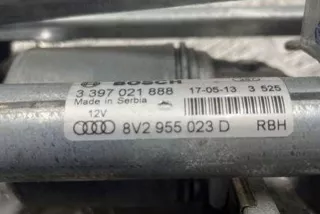 BOSCH
3 397 021 888 17-05-13 3 525
Made in Serbia
12V
8V2 955 023 D RBH